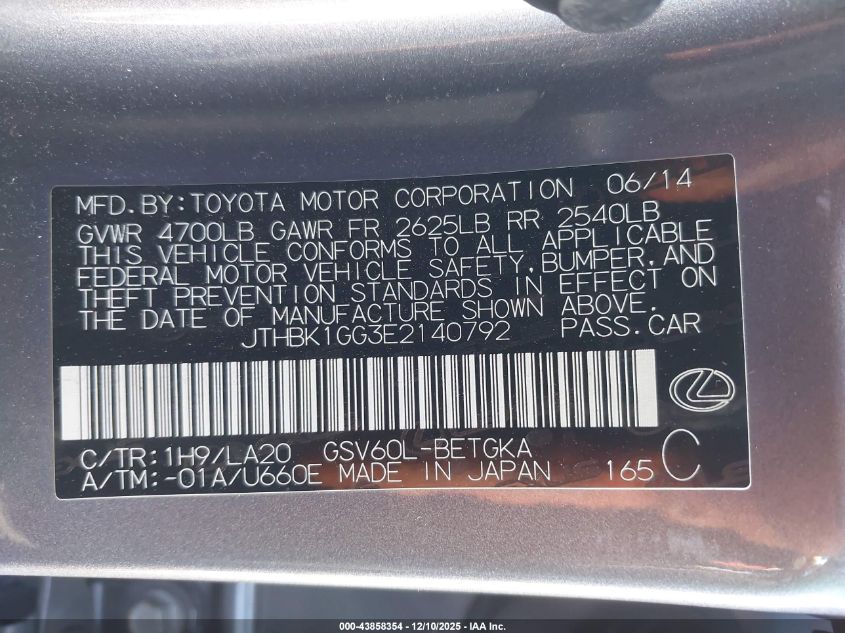 MFD.BY:TOYOTA MOTOR CORPORATION 06/14
GVWR 4700LB GAWR FR 2625LB RR 2540LB
THIS VEHICLE CONFORMS TO ALL APPLICABLE
FEDERAL MOTOR VEHICLE SAFETY,BUMPER,AND
THEFT PREVENTION STANDARDS IN EFFECT ON
THE DATE OF MANUFACTURE SHOWN ABOVE.
JTHBK1GG3E2140792 PASS.CAR
C/TR:1H9/LA20 GSV60L-BETGKA
A/TM:-01A/U660E MADE IN JAPAN 165 C
000-43858354 - 12/10/2025 - IAA Inc.